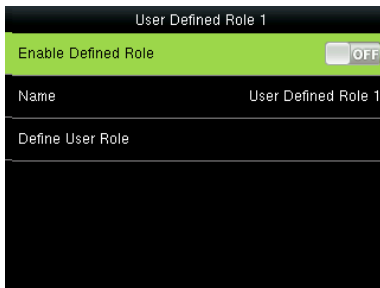 User Defined Role 1
Enable Defined Role OFF
Name User Defined Role 1
Define User Role